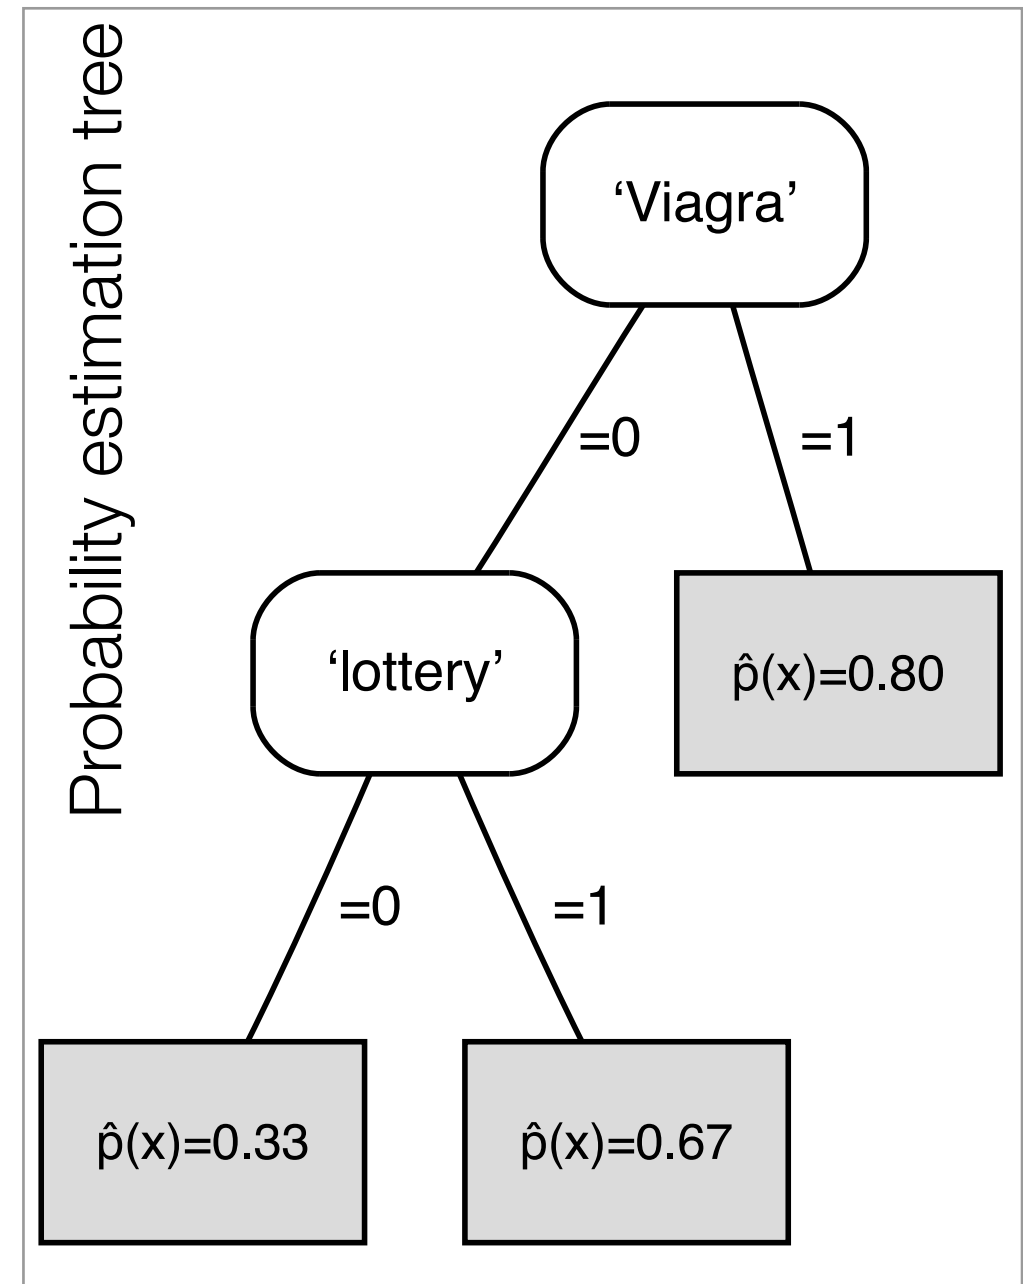 Probability estimation tree
‘Viagra’
=0
=1
‘lottery’
p̂(x)=0.80
=0
=1
p̂(x)=0.33
p̂(x)=0.67